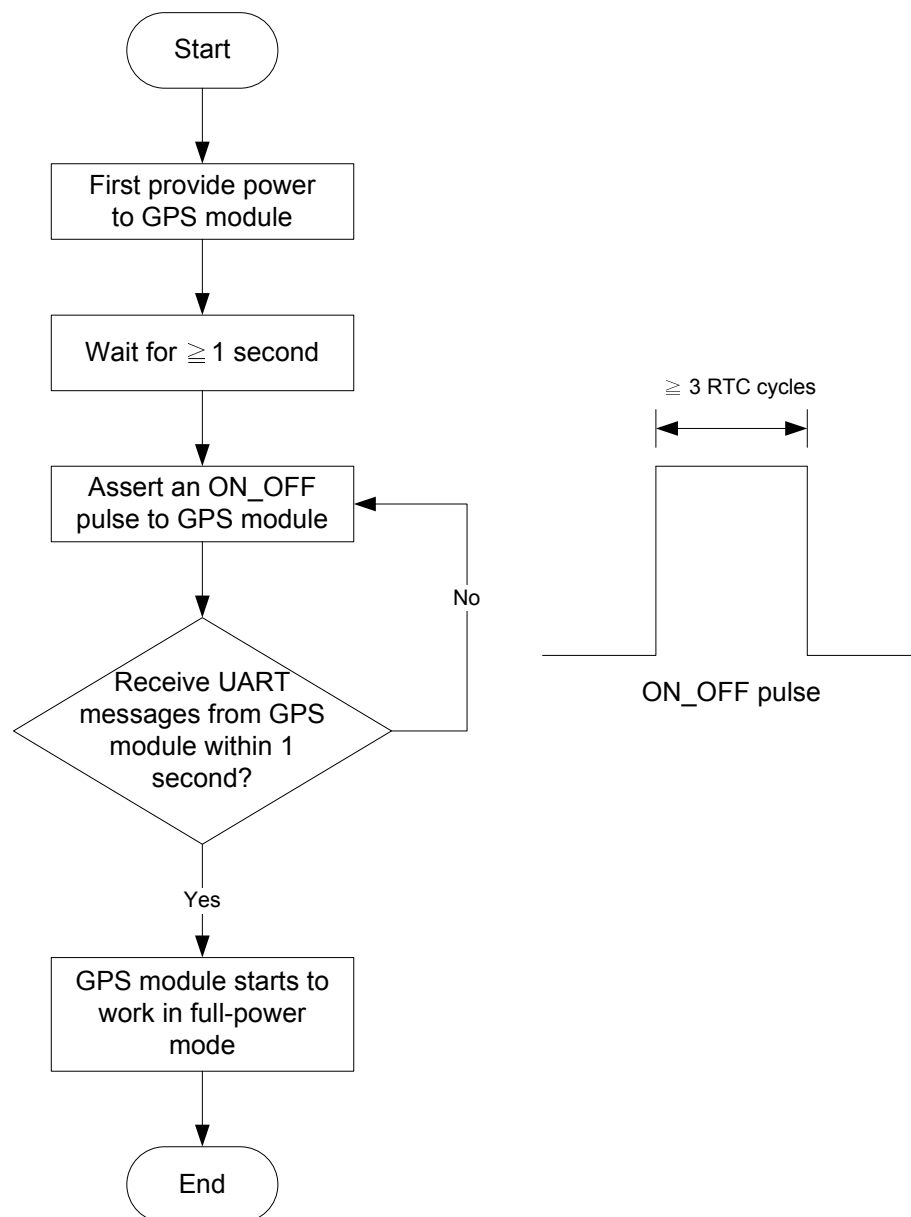 Start
First provide power
to GPS module
Wait for ≧ 1 second
Assert an ON_OFF
pulse to GPS module
No
Receive UART
messages from GPS
module within 1
second?
Yes
GPS module starts to
work in full-power
mode
End
≧ 3 RTC cycles
ON_OFF pulse